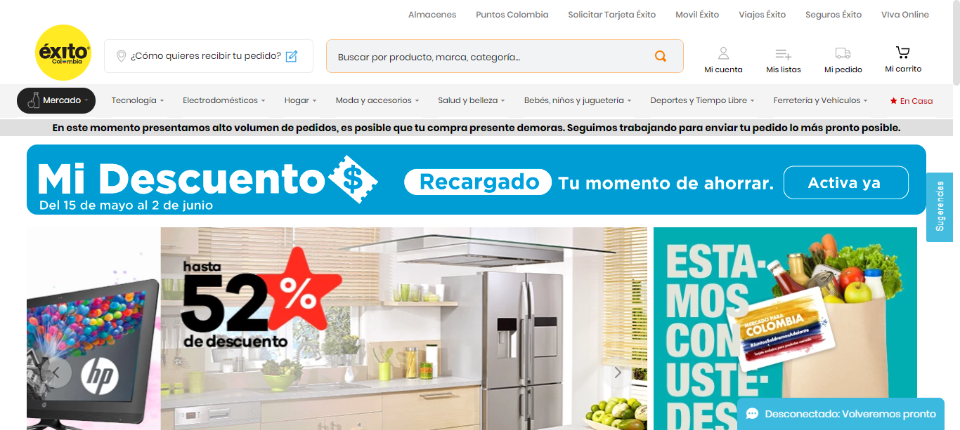 Almacenes Puntos Colombia Solicitar Tarjeta Éxito Movil Éxito Viajes Éxito Seguros Éxito Viva Online
éxito
Colombia
¿Cómo quieres recibir tu pedido?
Buscar por producto, marca, categoría...
Mi cuenta Mis listas Mi pedido Mi carrito
Mercado Tecnología Electrodomésticos Hogar Moda y accesorios Salud y belleza Bebés, niños y juguetería Deportes y Tiempo Libre Ferretería y Vehículos En Casa
En este momento presentamos alto volumen de pedidos, es posible que tu compra presente demoras. Seguimos trabajando para enviar tu pedido lo más pronto posible.
Mi Descuento $ Recargado Tu momento de ahorrar. Activa ya
Del 15 de mayo al 2 de junio
Sugerencias
hp
hasta
52%
de descuento
ESTA-
MOS
CON
USTE-
DES
MERCADO PARA
COLOMBIA
Desconectado: Volveremos pronto